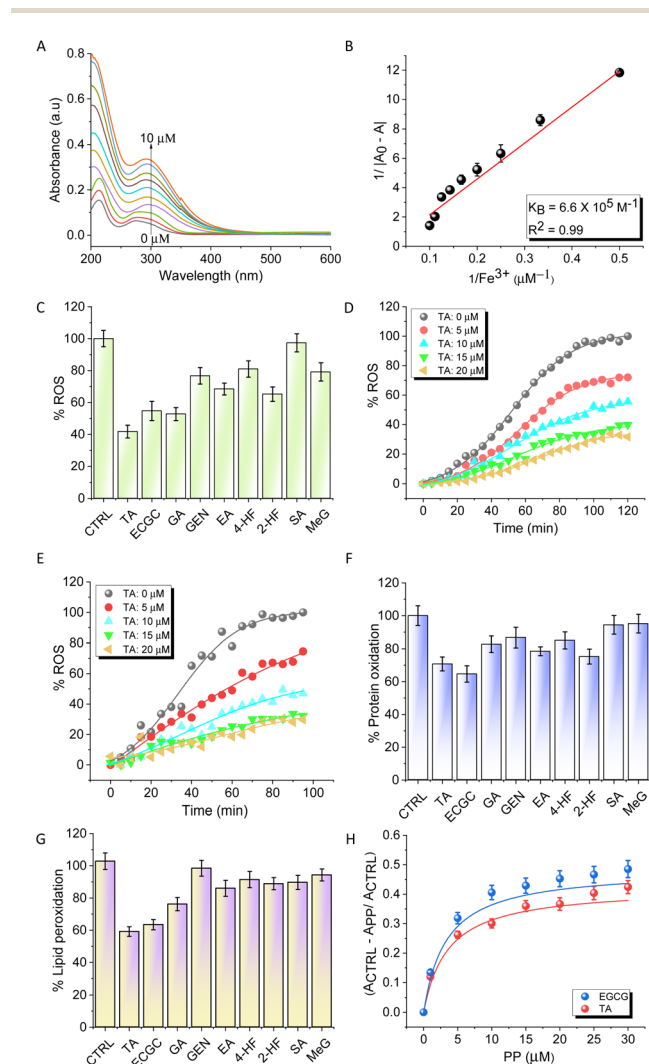 A
Absorbance (a.u)
0.8
0.6
0.4
0.2
0.0
10 µM
0 µM
200 300 400 500 600
Wavelength (nm)
B
1/ |A0 - A|
14
12
10
8
6
4
2
0
KB = 6.6 X 10^5 M-1
R2 = 0.99
0.1 0.2 0.3 0.4 0.5
1/Fe3+ (µM−1)
C
% ROS
120
100
80
60
40
20
0
CTRL TA ECGC GA GEN EA 4-HF 2-HF SA MeG
D
% ROS
120
100
80
60
40
20
0
TA: 0 µM
TA: 5 µM
TA: 10 µM
TA: 15 µM
TA: 20 µM
0 20 40 60 80 100 120
Time (min)
E
% ROS
120
100
80
60
40
20
0
TA: 0 µM
TA: 5 µM
TA: 10 µM
TA: 15 µM
TA: 20 µM
0 20 40 60 80 100
Time (min)
F
% Protein oxidation
120
100
80
60
40
20
0
CTRL TA ECGC GA GEN EA 4-HF 2-HF SA MeG
G
% Lipid peroxidation
120
100
80
60
40
20
0
CTRL TA ECGC GA GEN EA 4-HF 2-HF SA MeG
H
(ACTRL - APP/ ACTRL)
0.6
0.5
0.4
0.3
0.2
0.1
0.0
EGCG
TA
0 5 10 15 20 25 30
PP (µM)